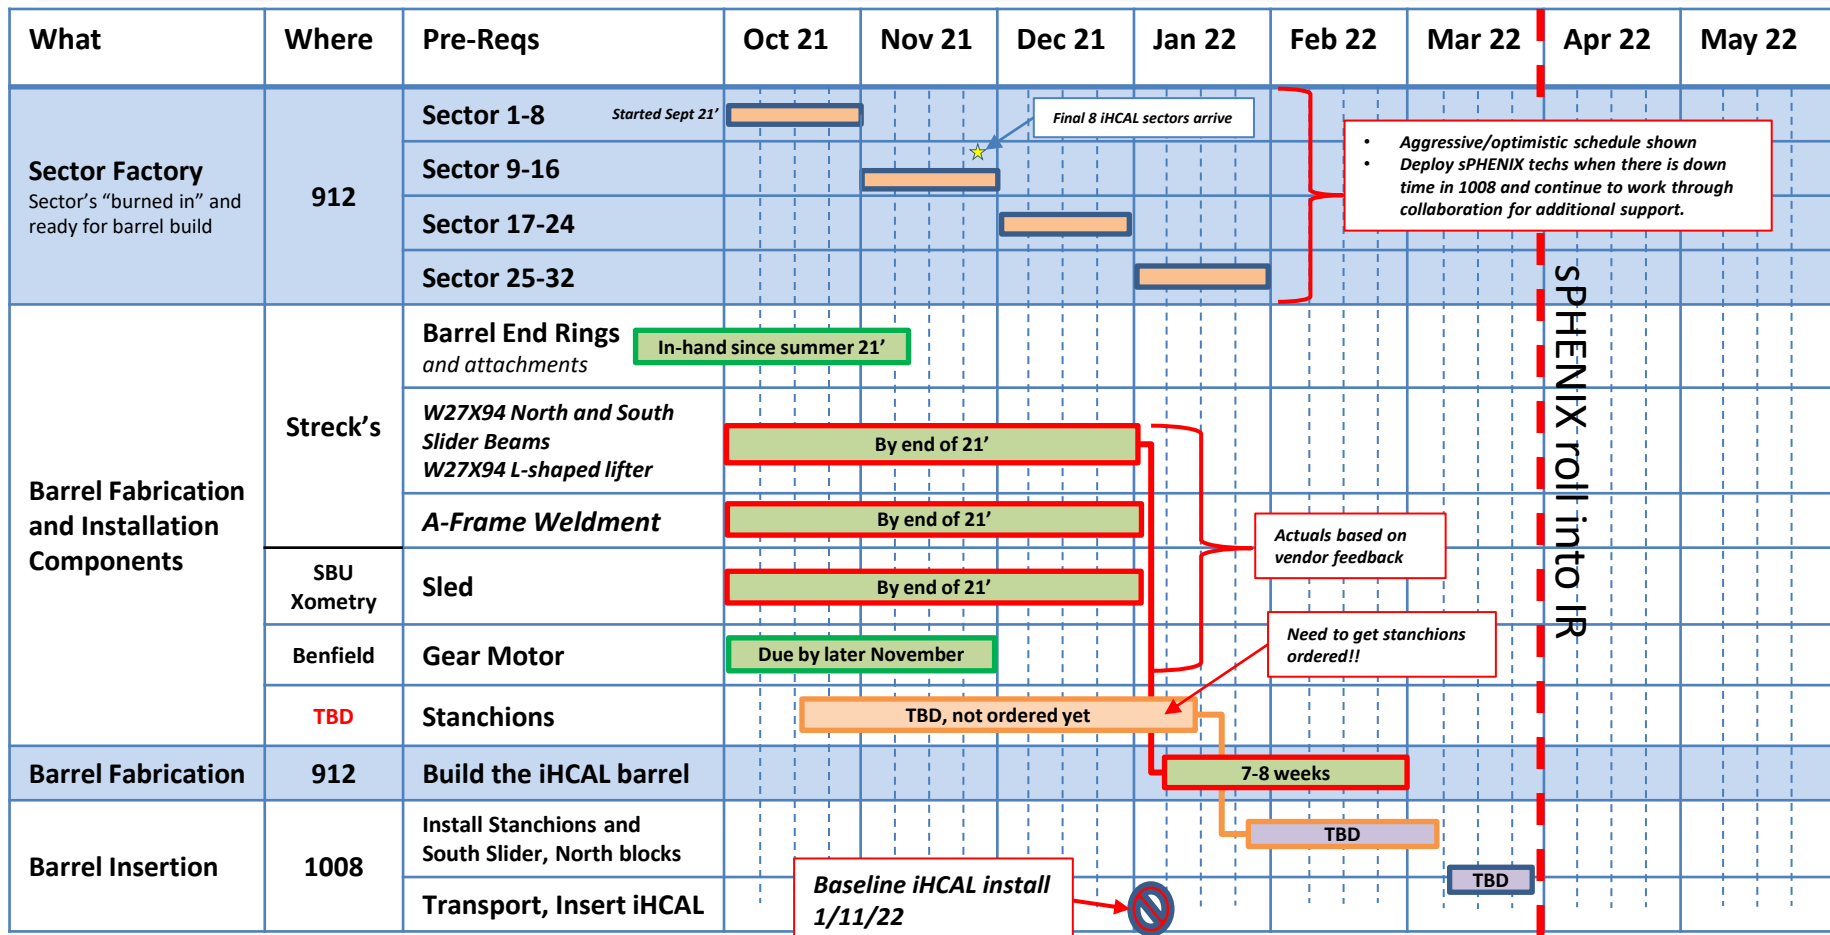 What
Where
Pre-Reqs
Oct 21
Nov 21
Dec 21
Jan 22
Feb 22
Mar 22
Apr 22
May 22
Sector Factory
Sector's “burned in” and
ready for barrel build
912
Sector 1-8
Started Sept 21’
Final 8 iHCAL sectors arrive
Sector 9-16
Sector 17-24
Sector 25-32
• Aggressive/optimistic schedule shown
• Deploy sPHENIX techs when there is down
time in 1008 and continue to work through
collaboration for additional support.
sPHENIX roll into IR
Barrel Fabrication
and Installation
Components
Streck’s
Barrel End Rings
and attachments
In-hand since summer 21’
W27X94 North and South
Slider Beams
W27X94 L-shaped lifter
By end of 21’
A-Frame Weldment
By end of 21’
Actuals based on
vendor feedback
SBU
Xometry
Sled
By end of 21’
Benfield
Gear Motor
Due by later November
Need to get stanchions
ordered!!
TBD
Stanchions
TBD, not ordered yet
Barrel Fabrication
912
Build the iHCAL barrel
7-8 weeks
Barrel Insertion
1008
Install Stanchions and
South Slider, North blocks
TBD
Transport, Insert iHCAL
TBD
Baseline iHCAL install
1/11/22